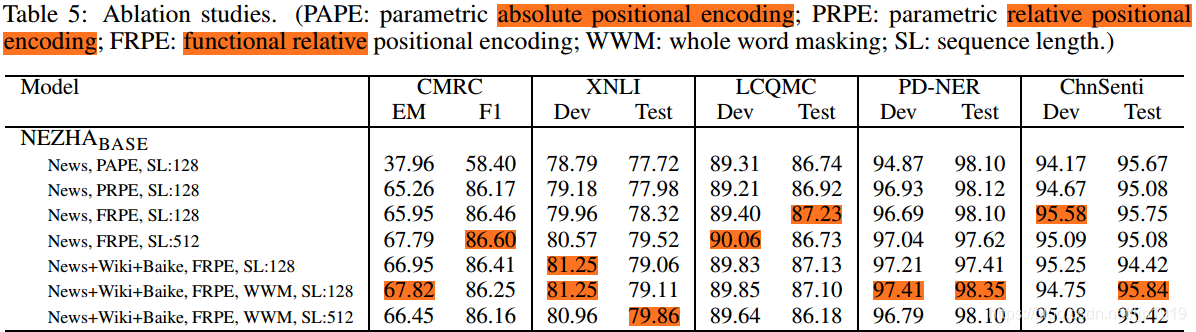 Table 5: Ablation studies. (PAPE: parametric absolute positional encoding; PRPE: parametric relative positional
encoding; FRPE: functional relative positional encoding; WWM: whole word masking; SL: sequence length.)
Model CMRC XNLI LCQMC PD-NER ChnSenti
EM F1 Dev Test Dev Test Dev Test Dev Test
NEZHABASE
News, PAPE, SL:128 37.96 58.40 78.79 77.72 89.31 86.74 94.87 98.10 94.17 95.67
News, PRPE, SL:128 65.26 86.17 79.18 77.98 89.21 86.92 96.93 98.12 94.67 95.08
News, FRPE, SL:128 65.95 86.46 79.96 78.32 89.40 87.23 96.69 98.10 95.58 95.75
News, FRPE, SL:512 67.79 86.60 80.57 79.52 90.06 86.73 97.04 97.62 95.09 95.08
News+Wiki+Baike, FRPE, SL:128 66.95 86.41 81.25 79.06 89.83 87.13 97.21 97.41 95.25 94.42
News+Wiki+Baike, FRPE, WWM, SL:128 67.82 86.25 81.25 79.11 89.85 87.10 97.41 98.35 94.75 95.84
News+Wiki+Baike, FRPE, WWM, SL:512 66.45 86.16 80.96 79.86 89.64 86.18 97.79 98.10 95.08 95.42